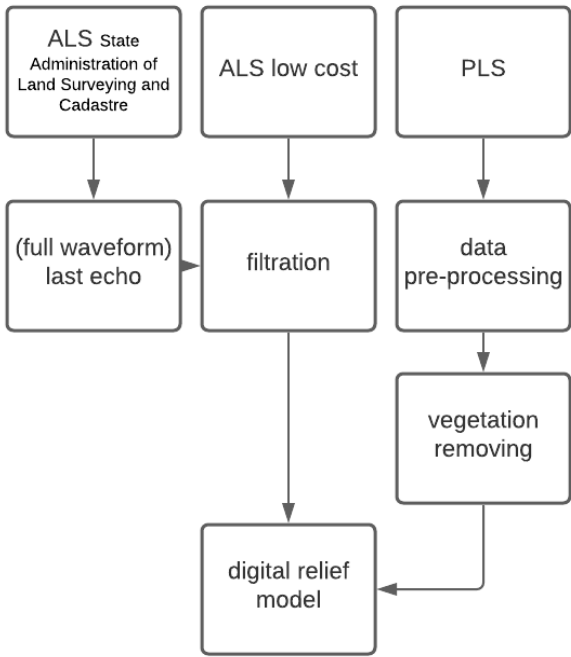 ALS State
Administration of
Land Surveying and
Cadastre
ALS low cost
PLS
(full waveform)
last echo
filtration
data
pre-processing
vegetation
removing
digital relief
model